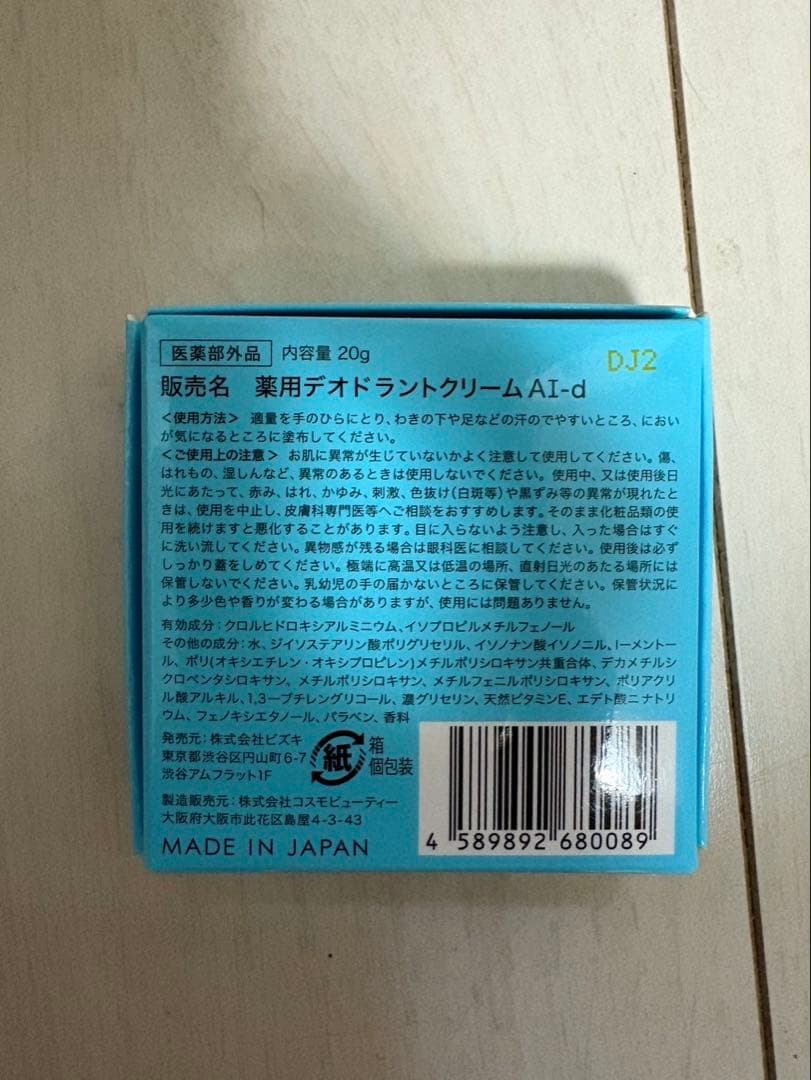 医薬部外品 内容量 20g
DJ2
販売名 薬用デオドラントクリームAI-d
＜使用方法＞ 適量を手のひらにとり、わきの下や足などの汗のでやすいところ、におい
が気になるところに塗布してください。
＜ご使用上の注意＞ お肌に異常が生じていないかよく注意して使用してください。傷、
はれもの、湿しんなど、異常のあるときは使用しないでください。使用中、又は使用後日
光にあたって、赤み、はれ、かゆみ、刺激、色抜け(白斑等)や黒ずみ等の異常が現れたと
きは、使用を中止し、皮膚科専門医等へご相談をおすすめします。そのまま化粧品類の使
用を続けますと悪化することがあります。目に入らないよう注意し、入った場合はすぐ
に洗い流してください。異物感が残る場合は眼科医に相談してください。使用後は必ず
しっかり蓋をしめてください。極端に高温又は低温の場所、直射日光のあたる場所には
保管しないでください。乳幼児の手の届かないところに保管してください。保管状況に
より多少色や香りが変わる場合がありますが、使用には問題ありません。
有効成分：クロルヒドロキシアルミニウム、イソプロピルメチルフェノール
その他の成分：水、ジイソステアリン酸ポリグリセリル、イソノナン酸イソノニル、l-メントー
ル、ポリ(オキシエチレン・オキシプロピレン)メチルポリシロキサン共重合体、デカメチルシ
クロペンタシロキサン、メチルポリシロキサン、メチルフェニルポリシロキサン、ポリアクリ
ル酸アルキル、1,3-ブチレングリコール、濃グリセリン、天然ビタミンE、エデト酸ニナトリ
ウム、フェノキシエタノール、パラベン、香料
発売元：株式会社ビズキ
東京都渋谷区円山町6-7
渋谷アムフラット1F
紙
箱
個包装
製造販売元：株式会社コスモビューティー
大阪府大阪市此花区島屋4-3-43
MADE IN JAPAN
4 589892 680089